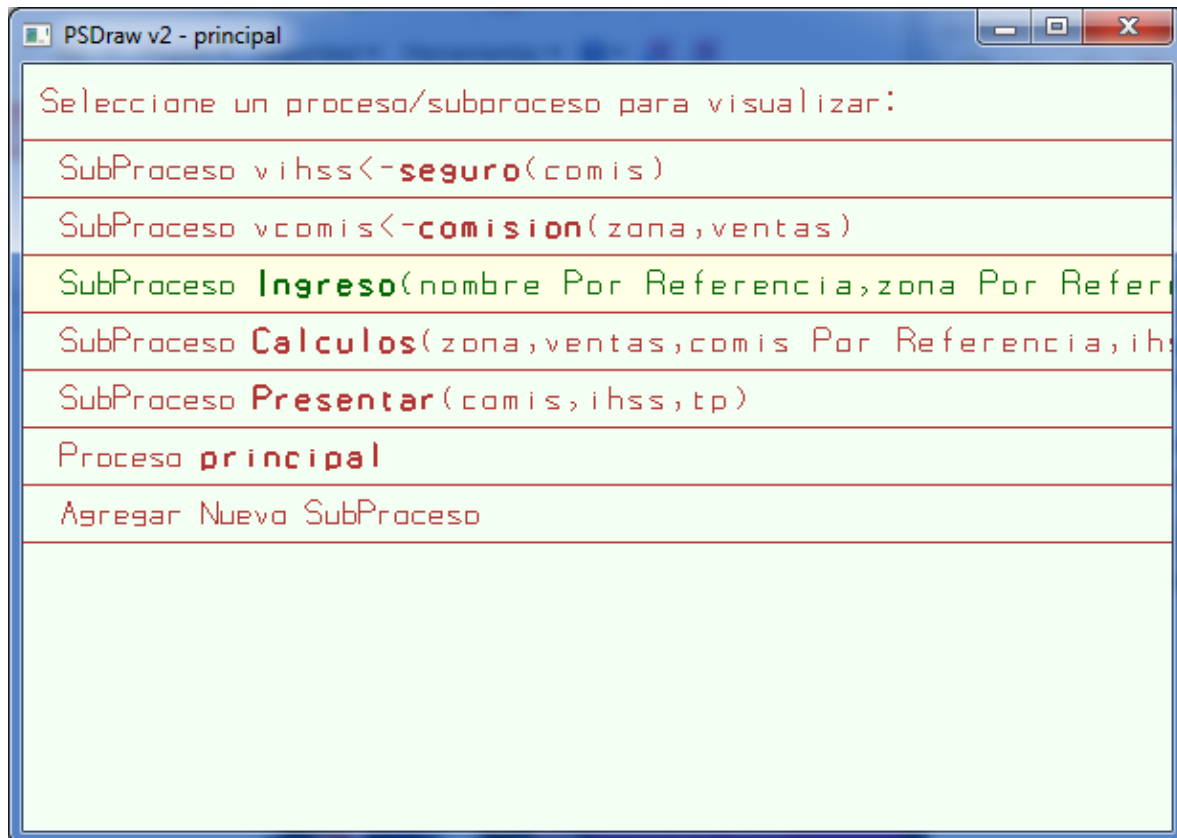 PSDraw v2 - principal
Seleccione un proceso/subproceso para visualizar:
SubProceso vihss<-seguro(comis)
SubProceso vcomis<-comision(zona,ventas)
SubProceso Ingreso(nombre Por Referencia,zona Por Refer
SubProceso Calculos(zona,ventas,comis Por Referencia,ih
SubProceso Presentar(comis,ihss,tp)
Proceso principal
Agregar Nuevo SubProceso